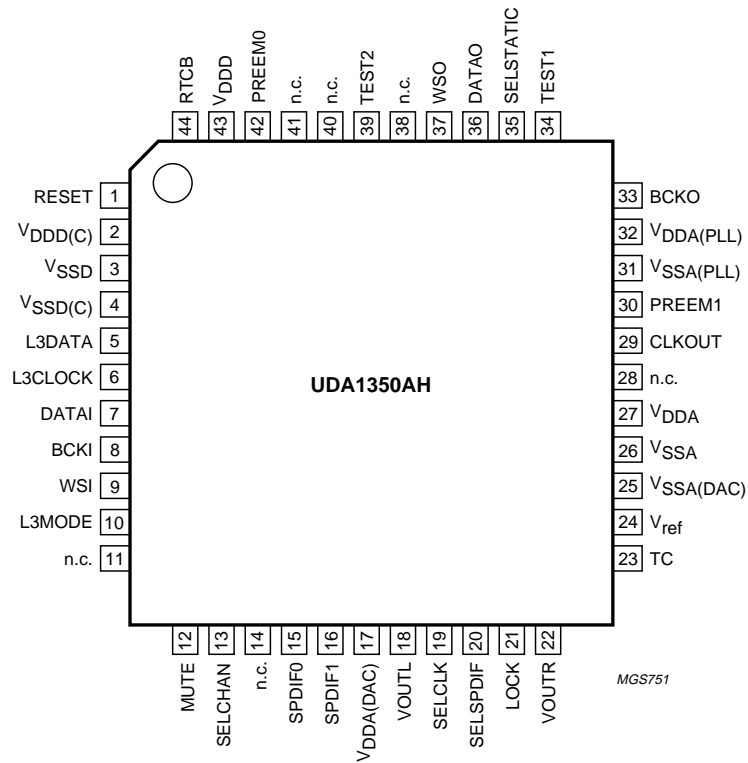 44 RTCB
43 VDDD
42 PREEM0
41 n.c.
40 n.c.
39 TEST2
38 n.c.
37 WSO
36 DATAO
35 SELSTATIC
34 TEST1
RESET 1
VDDD(C) 2
VSSD 3
VSSD(C) 4
L3DATA 5
L3CLOCK 6
DATAI 7
BCKI 8
WSI 9
L3MODE 10
n.c. 11
UDA1350AH
33 BCKO
32 VDDA(PLL)
31 VSSA(PLL)
30 PREEM1
29 CLKOUT
28 n.c.
27 VDDA
26 VSSA
25 VSSA(DAC)
24 Vref
23 TC
MUTE 12
SELCHAN 13
n.c. 14
SPDIF0 15
SPDIF1 16
VDDA(DAC) 17
VOUTL 18
SELCLK 19
SELSPDIF 20
LOCK 21
VOUTR 22
MGS751